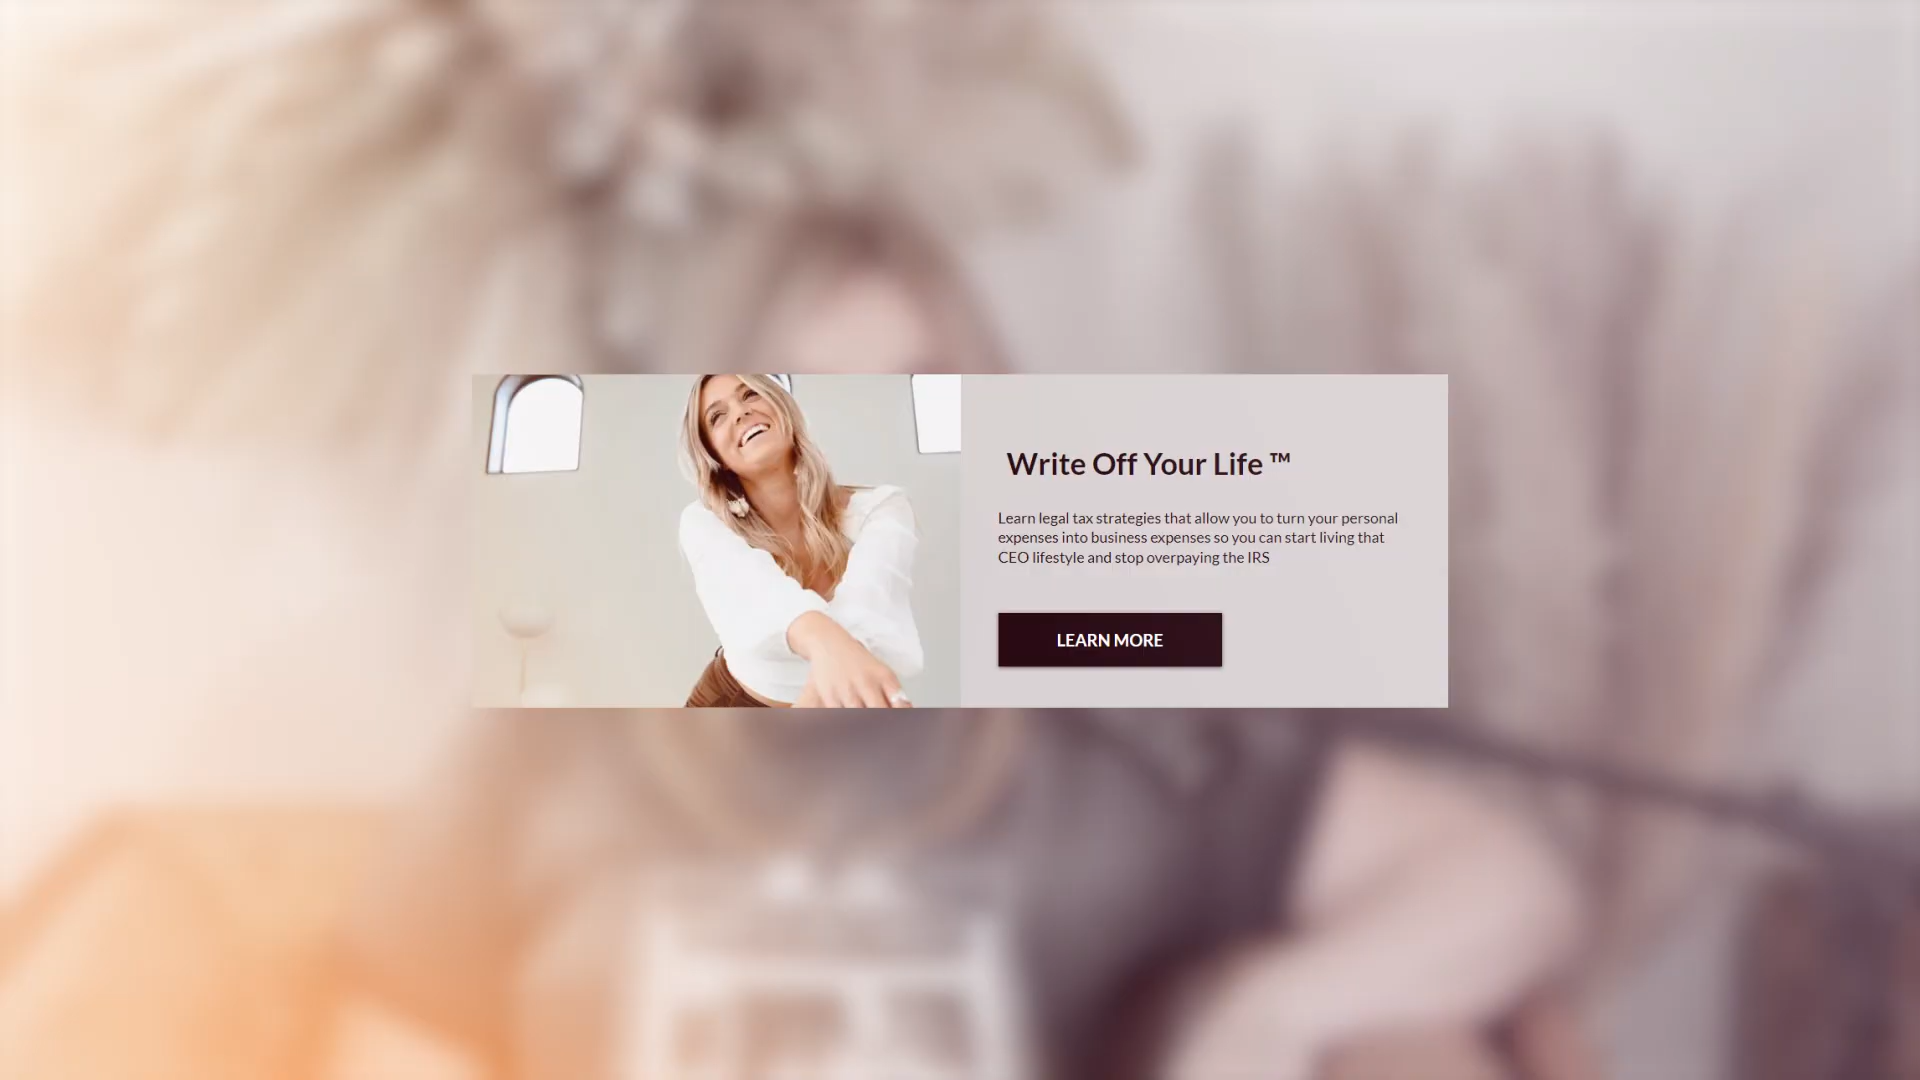 Write Off Your Life ™
Learn legal tax strategies that allow you to turn your personal
expenses into business expenses so you can start living that
CEO lifestyle and stop overpaying the IRS
LEARN MORE